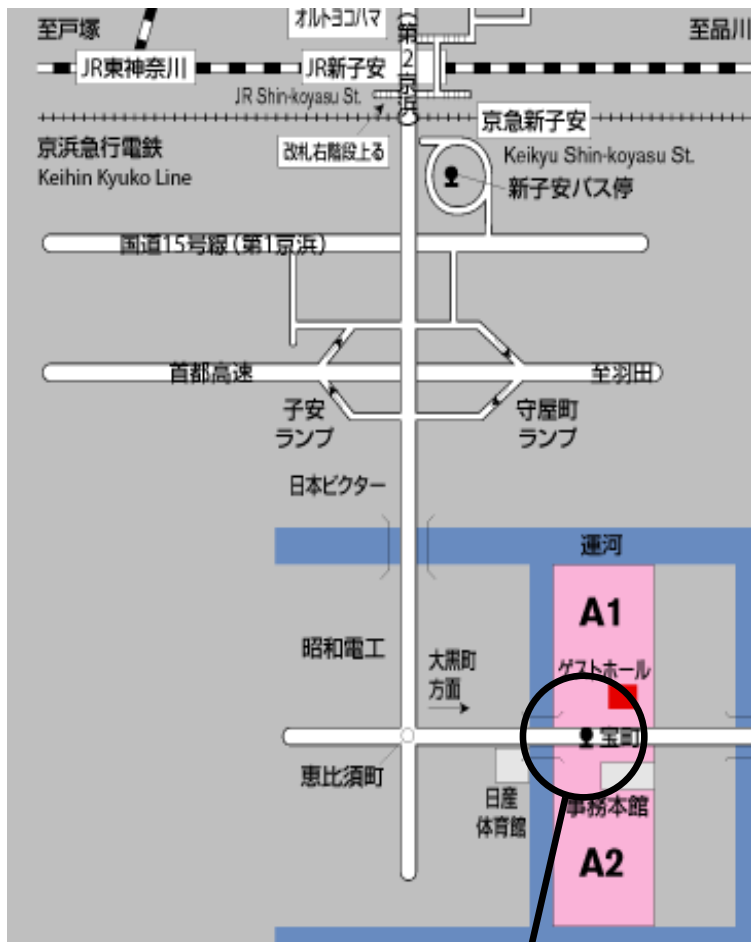 オルトヨコハマ
至戸塚
(第2京浜)
至品川
JR東神奈川
JR新子安
JR Shin-koyasu St.
京急新子安
京浜急行電鉄
改札右階段上る
Keikyu Shin-koyasu St.
Keihin Kyuko Line
新子安バス停
国道15号線(第1京浜)
首都高速
至羽田
子安
ランプ
守屋町
ランプ
日本ビクター
運河
A1
昭和電工
大黒町
方面
ゲストホール
宝町
恵比須町
日産
体育館
事務本館
A2